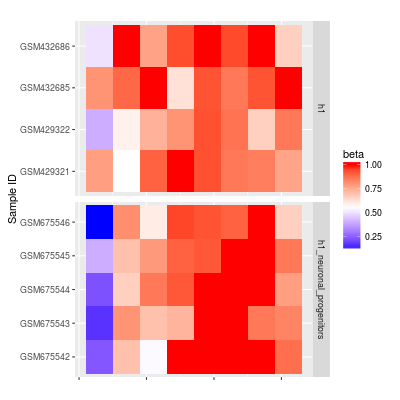 GSM432686
GSM432685
GSM429322
GSM429321
h1
GSM675546
GSM675545
GSM675544
GSM675543
GSM675542
h1_neuronal_progenitors
Sample ID
beta
1.00
0.75
0.50
0.25